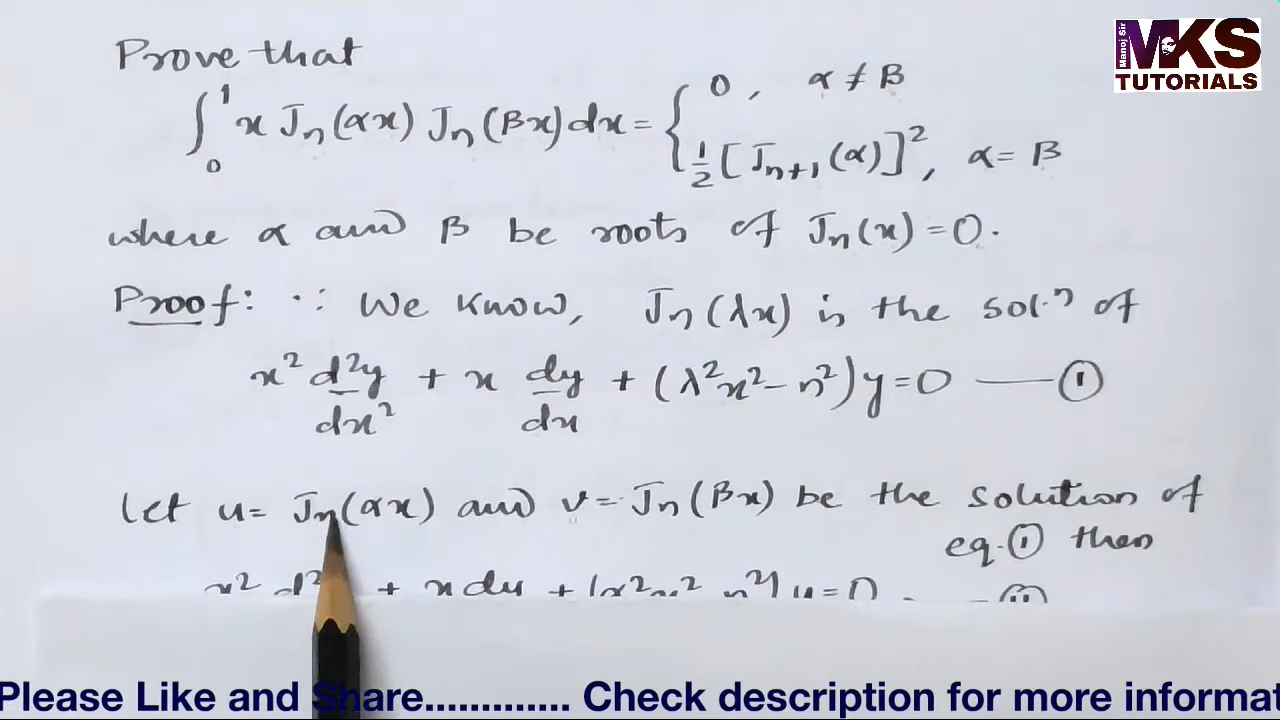 Prove that
∫₀¹ x Jn(αx) Jn(βx) dx = { 0, α ≠ β
½ [Jn+1(α)]², α = β
where α and β be roots of Jn(x) = 0.
Proof: ∵ We know, Jn(λx) is the sol.n of
x² d²y/dx² + x dy/dx + (λ²x² - n²)y = 0 —— ①
Let u = Jn(αx) and v = Jn(βx) be the solution of
eq.① then
MKS
Manoj Sir
TUTORIALS
Please Like and Share............. Check description for more informat